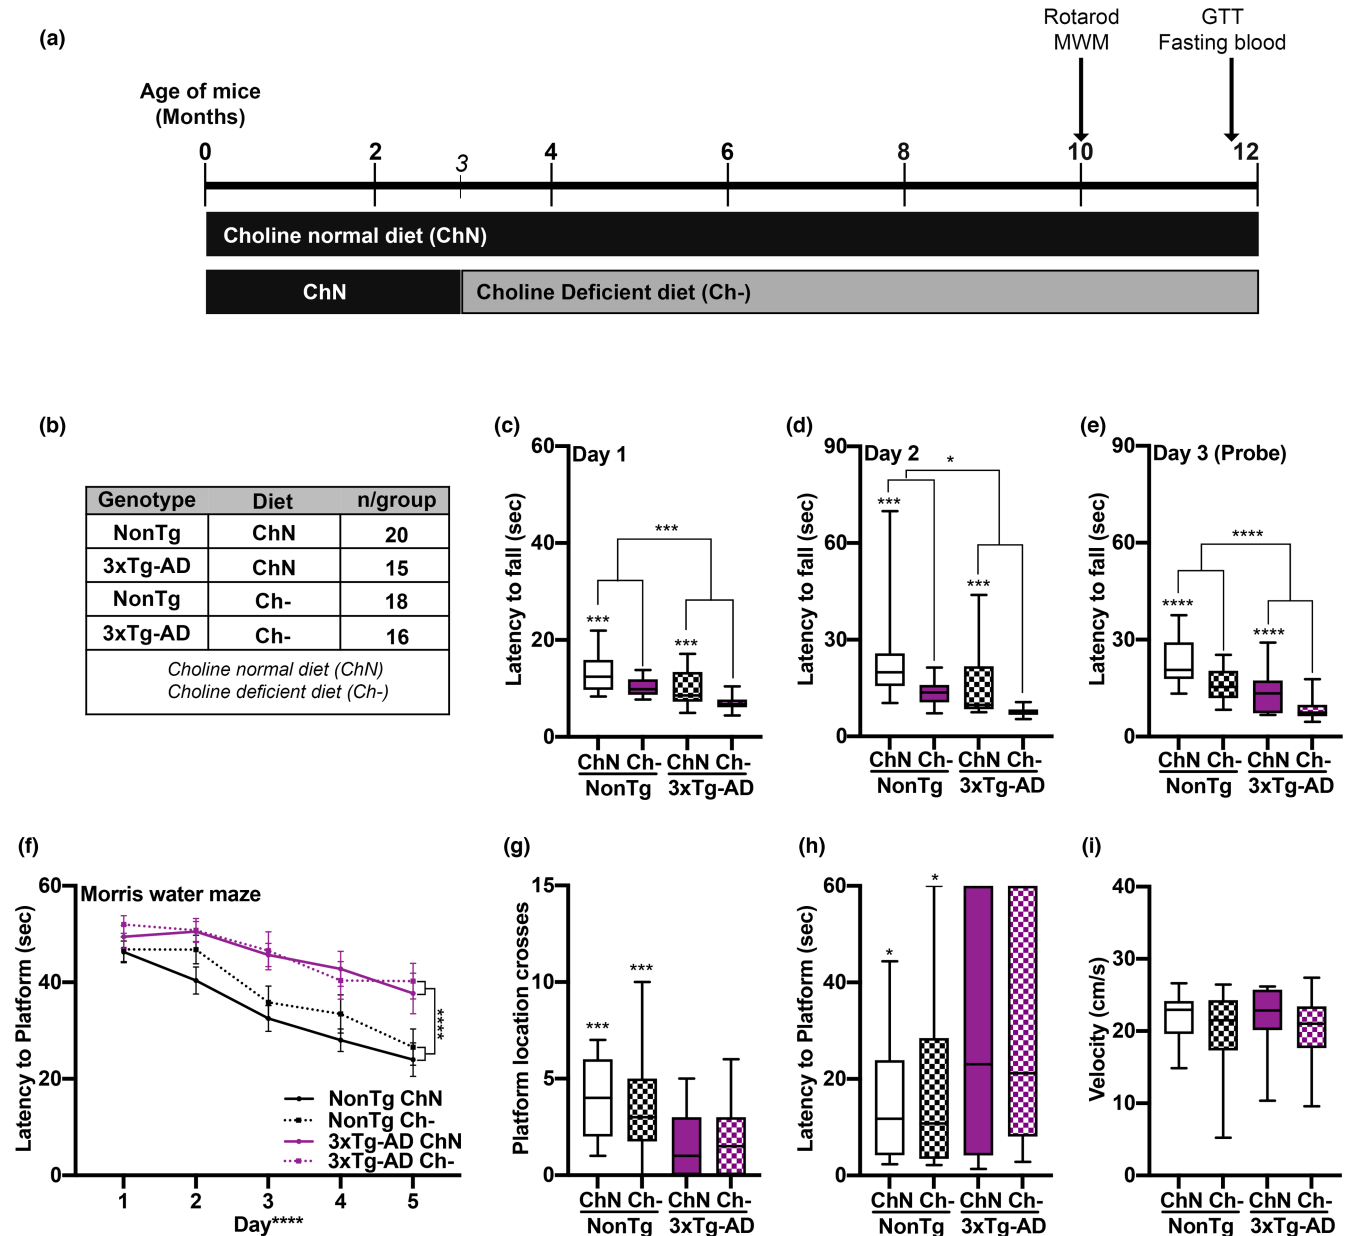 (a)
Rotarod
MWM
GTT
Fasting blood
Age of mice
(Months)
0 2 3 4 6 8 10 12
Choline normal diet (ChN)
ChN Choline Deficient diet (Ch-)
(b)
Genotype Diet n/group
NonTg ChN 20
3xTg-AD ChN 15
NonTg Ch- 18
3xTg-AD Ch- 16
Choline normal diet (ChN)
Choline deficient diet (Ch-)
(c)
Day 1
Latency to fall (sec)
60
40
20
0
***
***
***
ChN Ch- ChN Ch-
NonTg 3xTg-AD
(d)
Day 2
Latency to fall (sec)
90
60
30
0
*
***
***
ChN Ch- ChN Ch-
NonTg 3xTg-AD
(e)
Day 3 (Probe)
Latency to fall (sec)
90
60
30
0
****
****
****
ChN Ch- ChN Ch-
NonTg 3xTg-AD
(f)
Morris water maze
Latency to Platform (sec)
60
40
20
0
****
NonTg ChN
NonTg Ch-
3xTg-AD ChN
3xTg-AD Ch-
1 2 3 4 5
Day****
(g)
Platform location crosses
15
10
5
0
***
***
ChN Ch- ChN Ch-
NonTg 3xTg-AD
(h)
Latency to Platform (sec)
60
40
20
0
*
*
ChN Ch- ChN Ch-
NonTg 3xTg-AD
(i)
Velocity (cm/s)
40
30
20
10
0
ChN Ch- ChN Ch-
NonTg 3xTg-AD